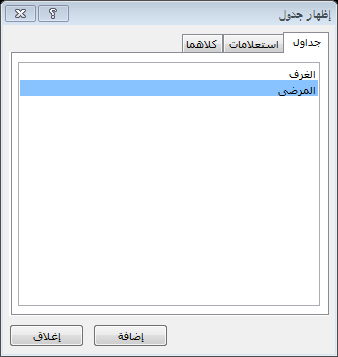 إظهار جدول
جداول استعلامات كلاهما
الغرف
المرضى
إضافة إغلاق